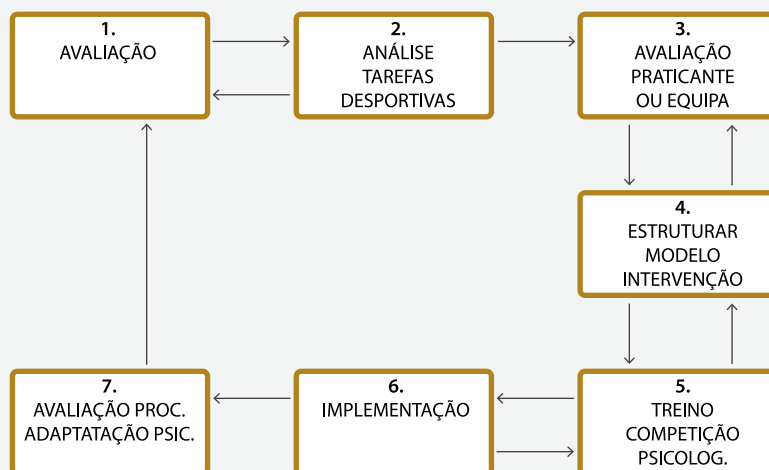 1.
AVALIAÇÃO
2.
ANÁLISE
TAREFAS
DESPORTIVAS
3.
AVALIAÇÃO
PRATICANTE
OU EQUIPA
4.
ESTRUTURAR
MODELO
INTERVENÇÃO
5.
TREINO
COMPETIÇÃO
PSICOLOG.
6.
IMPLEMENTAÇÃO
7.
AVALIAÇÃO PROC.
ADAPTATAÇÃO PSIC.